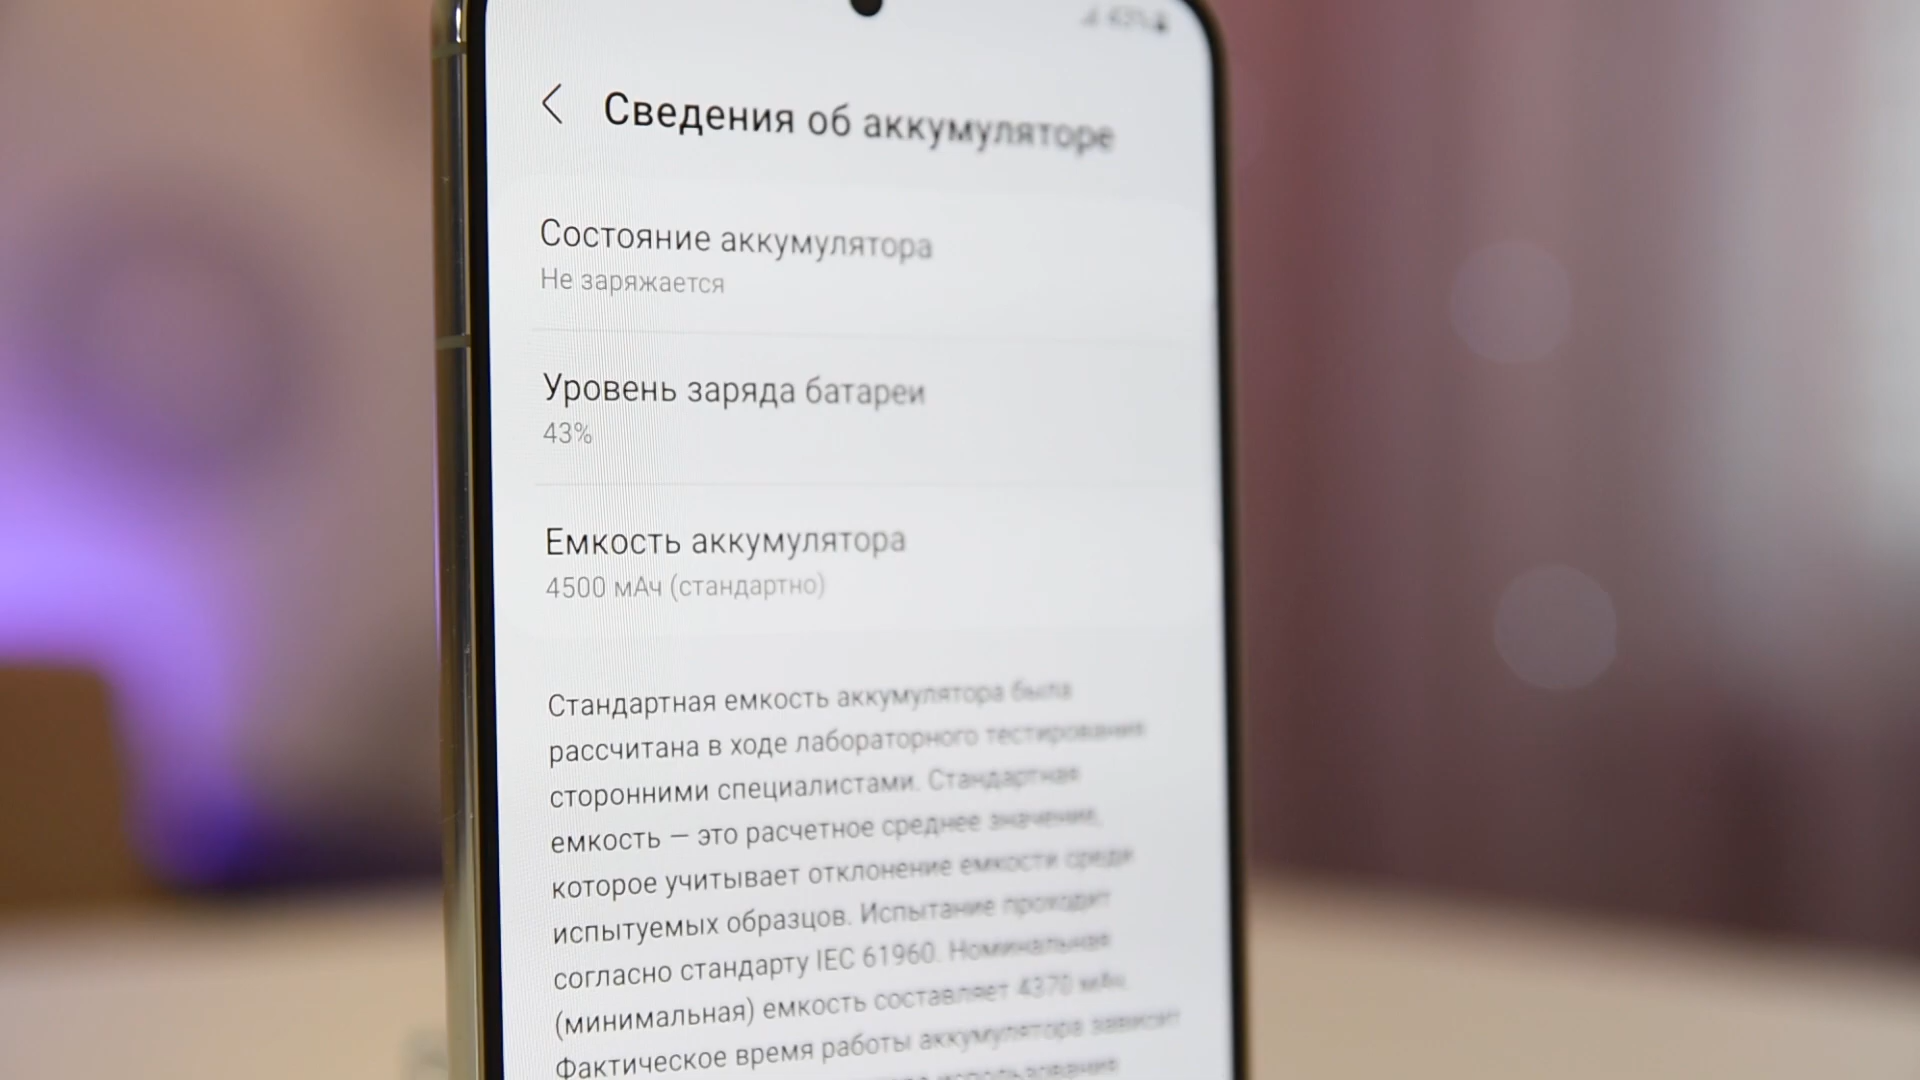 43%
Сведения об аккумуляторе
Состояние аккумулятора
Не заряжается
Уровень заряда батареи
43%
Емкость аккумулятора
4500 мАч (стандартно)
Стандартная емкость аккумулятора была
рассчитана в ходе лабораторного тестирования
сторонними специалистами. Стандартная
емкость — это расчетное среднее значение,
которое учитывает отклонение емкости среди
испытуемых образцов. Испытание проходит
согласно стандарту IEC 61960. Номинальная
(минимальная) емкость составляет 4370 мАч.
Фактическое время работы аккумулятора зависит
использования